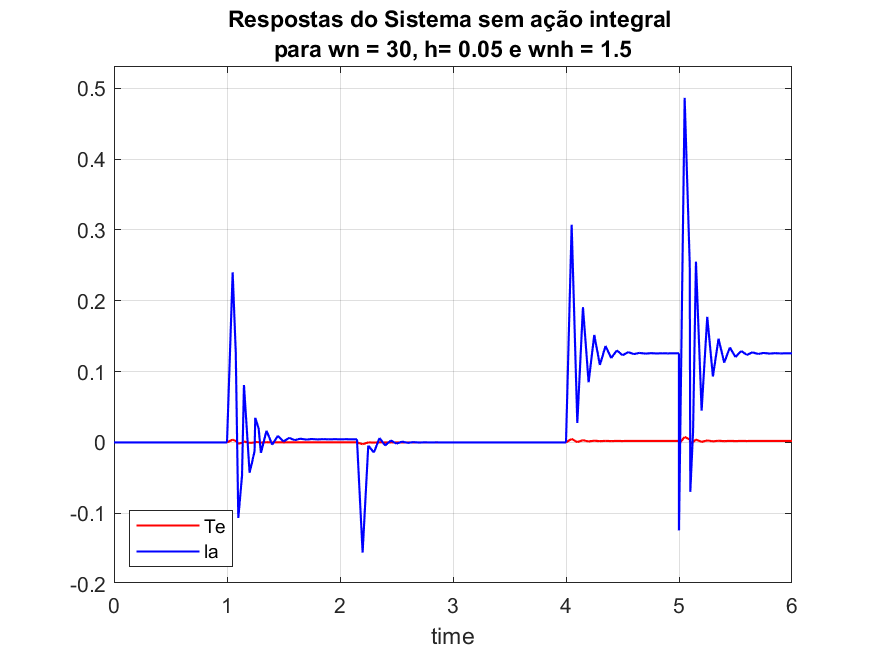 Respostas do Sistema sem ação integral
para wn = 30, h= 0.05 e wnh = 1.5
0.5
0.4
0.3
0.2
0.1
0
-0.1
-0.2
Te
Ia
0 1 2 3 4 5 6
time